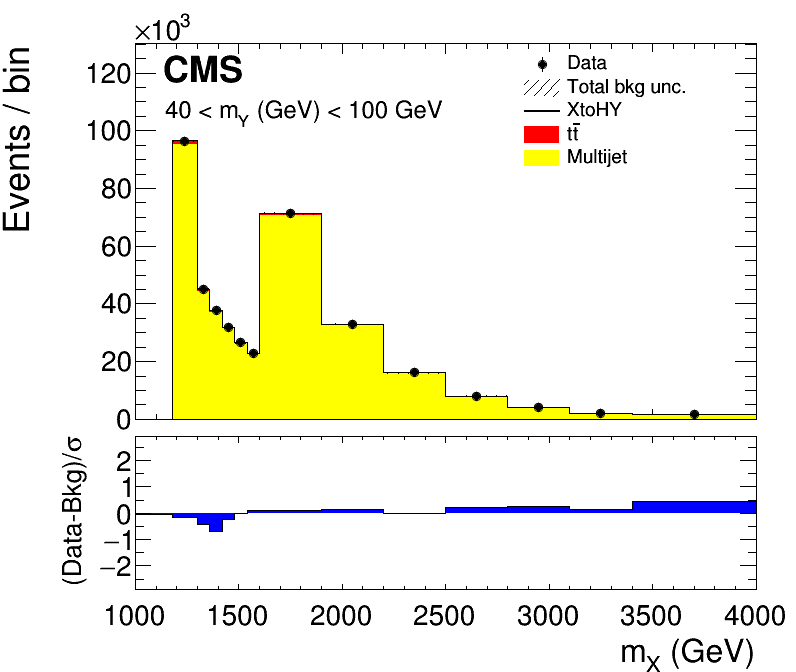 ×10³
Events / bin
120
100
80
60
40
20
0
CMS
40 < m_Y (GeV) < 100 GeV
Data
Total bkg unc.
XtoHY
tt̄
Multijet
(Data-Bkg)/σ
2
1
0
−1
−2
1000 1500 2000 2500 3000 3500 4000
m_X (GeV)